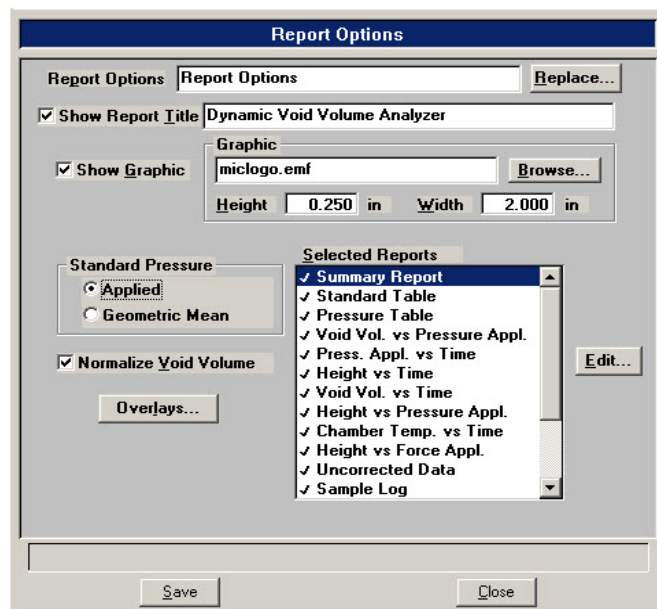 Report Options
Report Options Report Options Replace...
Show Report Title Dynamic Void Volume Analyzer
Graphic
Show Graphic miclogo.emf Browse...
Height 0.250 in Width 2.000 in
Standard Pressure
Applied
Geometric Mean
Normalize Void Volume
Overlays...
Selected Reports
Summary Report
Standard Table
Pressure Table
Void Vol. vs Pressure Appl.
Press. Appl. vs Time
Height vs Time
Void Vol. vs Time
Height vs Pressure Appl.
Chamber Temp. vs Time
Height vs Force Appl.
Uncorrected Data
Sample Log
Edit...
Save Close